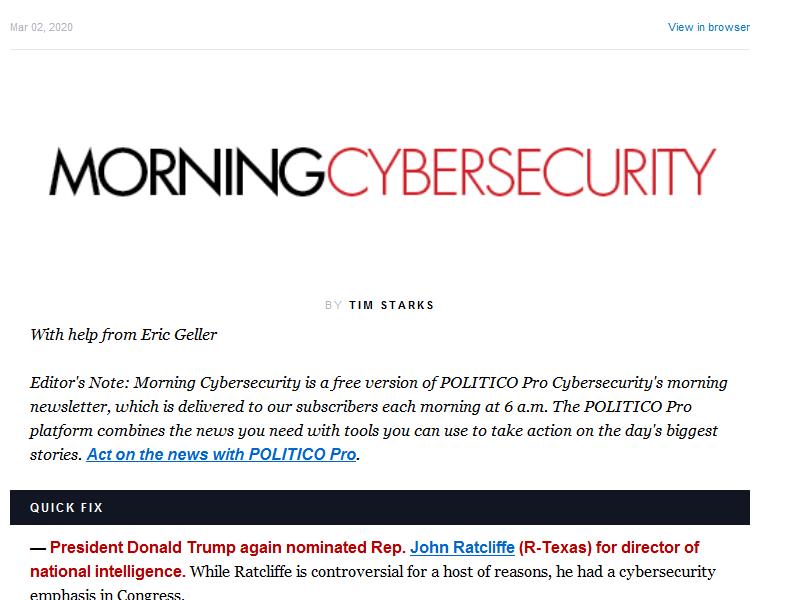 Mar 02, 2020
View in browser
MORNINGCYBERSECURITY
BY TIM STARKS
With help from Eric Geller
Editor's Note: Morning Cybersecurity is a free version of POLITICO Pro Cybersecurity's morning
newsletter, which is delivered to our subscribers each morning at 6 a.m. The POLITICO Pro
platform combines the news you need with tools you can use to take action on the day's biggest
stories. Act on the news with POLITICO Pro.
QUICK FIX
— President Donald Trump again nominated Rep. John Ratcliffe (R-Texas) for director of
national intelligence. While Ratcliffe is controversial for a host of reasons, he had a cybersecurity
emphasis in Congress.